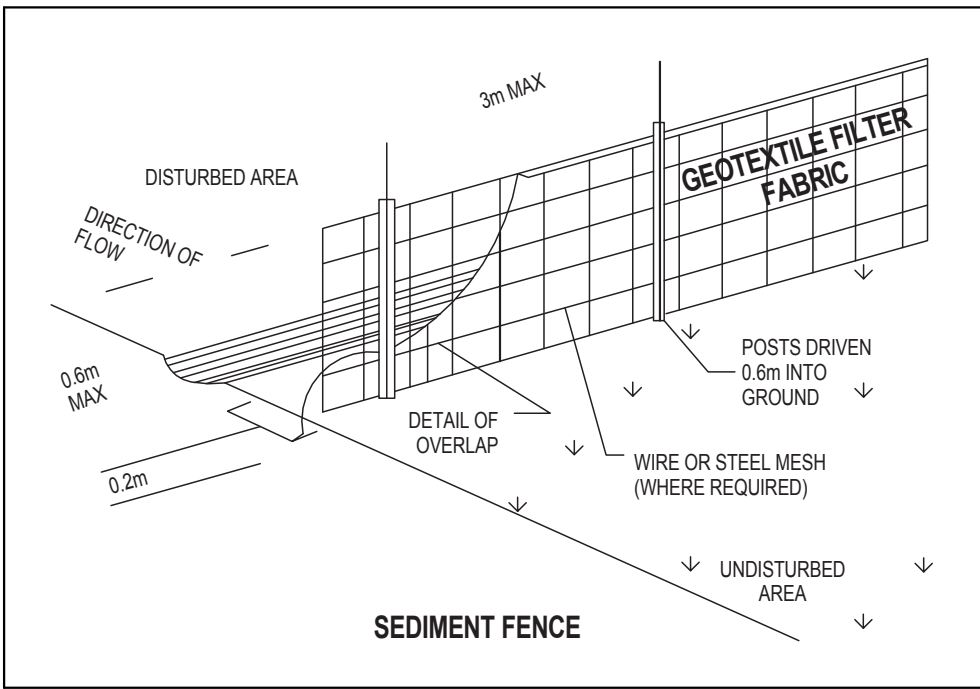 3m MAX
GEOTEXTILE FILTER
FABRIC
DISTURBED AREA
DIRECTION OF
FLOW
0.6m
MAX
0.2m
DETAIL OF
OVERLAP
POSTS DRIVEN
0.6m INTO
GROUND
WIRE OR STEEL MESH
(WHERE REQUIRED)
UNDISTURBED
AREA
SEDIMENT FENCE